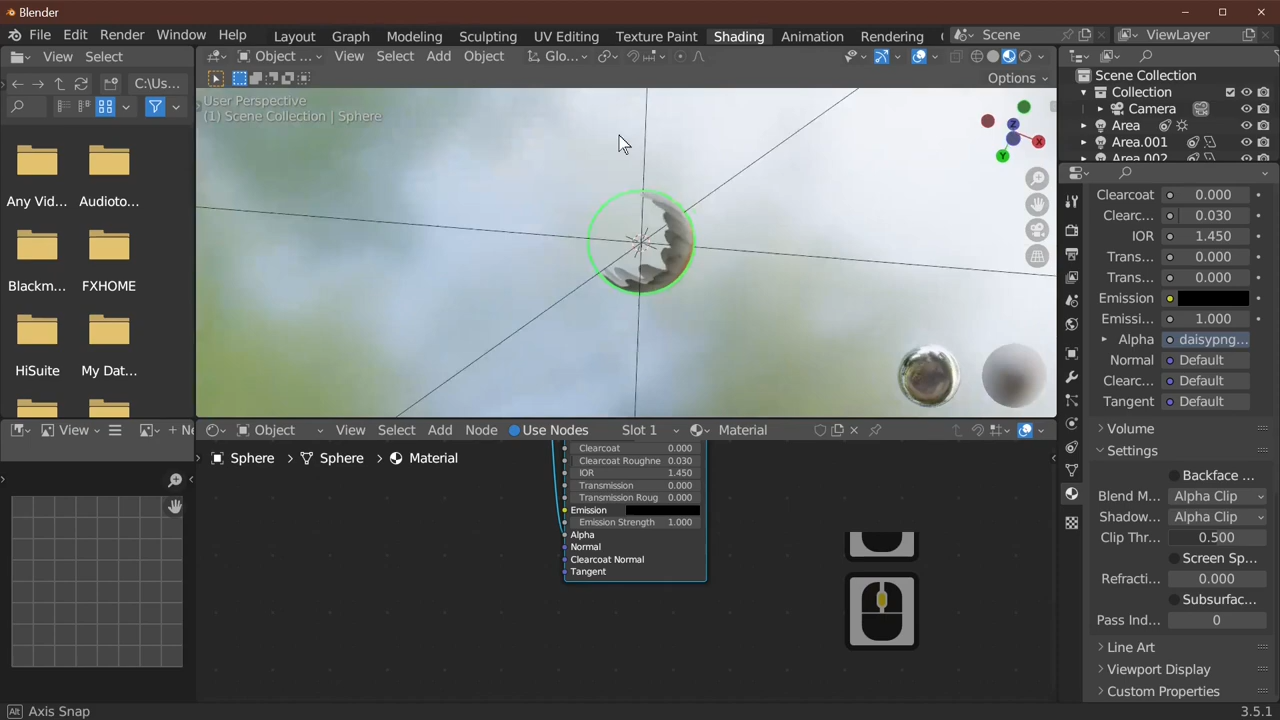 Blender
File Edit Render Window Help Layout Graph Modeling Sculpting UV Editing Texture Paint Shading Animation Rendering Scene ViewLayer
View Select Object ... View Select Add Object Glo...
C:\Us... Options
User Perspective
(1) Scene Collection | Sphere
Z
X
Y
Any Vid... Audioto...
Blackm... FXHOME
HiSuite My Dat...
Scene Collection
Collection
Camera
Area
Area.001
Area.002
Clearcoat 0.000
Clearc... 0.030
IOR 1.450
Trans... 0.000
Trans... 0.000
Emission
Emissi... 1.000
Alpha daisypng...
Normal Default
Clearc... Default
Tangent Default
Volume
Settings
Backface ...
Blend M... Alpha Clip
Shadow... Alpha Clip
Clip Thr... 0.500
Screen Sp...
Refracti... 0.000
Subsurfac...
Pass Ind... 0
Line Art
Viewport Display
Custom Properties
View + Ne
Object View Select Add Node Use Nodes Slot 1 Material
Sphere > Sphere > Material
Clearcoat 0.000
Clearcoat Roughne 0.030
IOR 1.450
Transmission 0.000
Transmission Roug 0.000
Emission
Emission Strength 1.000
Alpha
Normal
Clearcoat Normal
Tangent
Alt Axis Snap
3.5.1